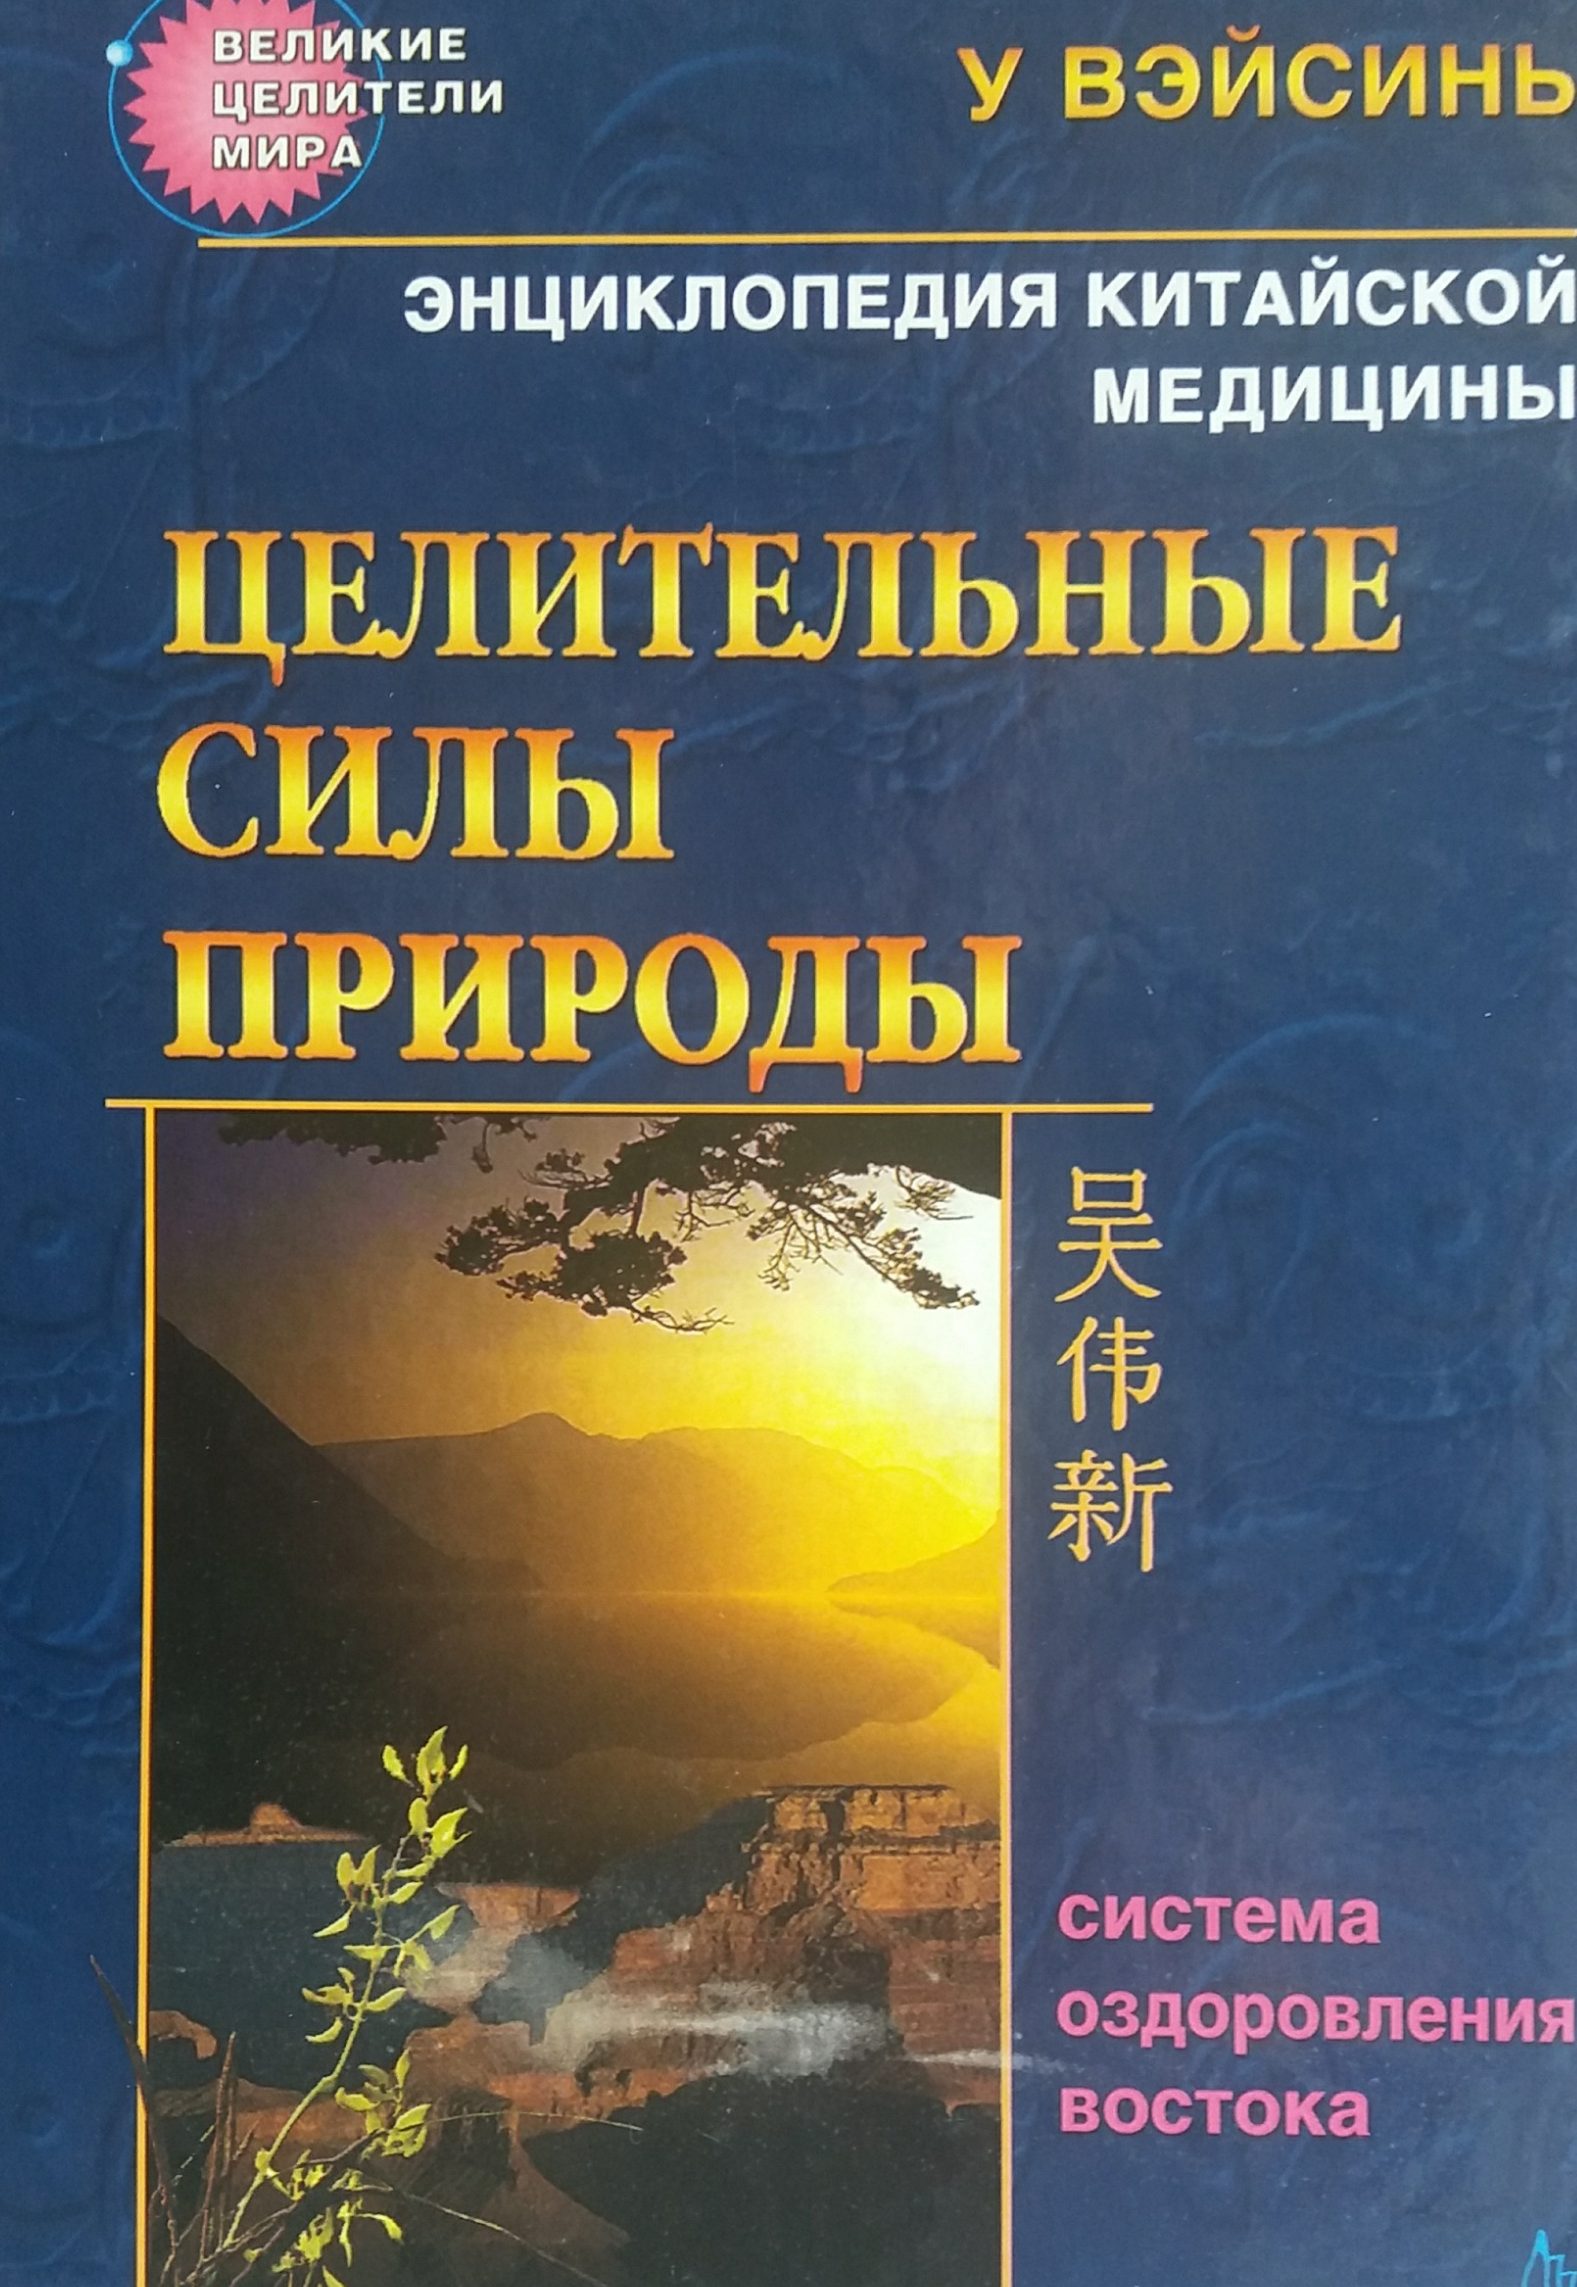 ВЕЛИКИЕ
ЦЕЛИТЕЛИ
МИРА
У ВЭЙСИНЬ
ЭНЦИКЛОПЕДИЯ КИТАЙСКОЙ
МЕДИЦИНЫ
ЦЕЛИТЕЛЬНЫЕ
СИЛЫ
ПРИРОДЫ
吴伟新
система
оздоровления
востока